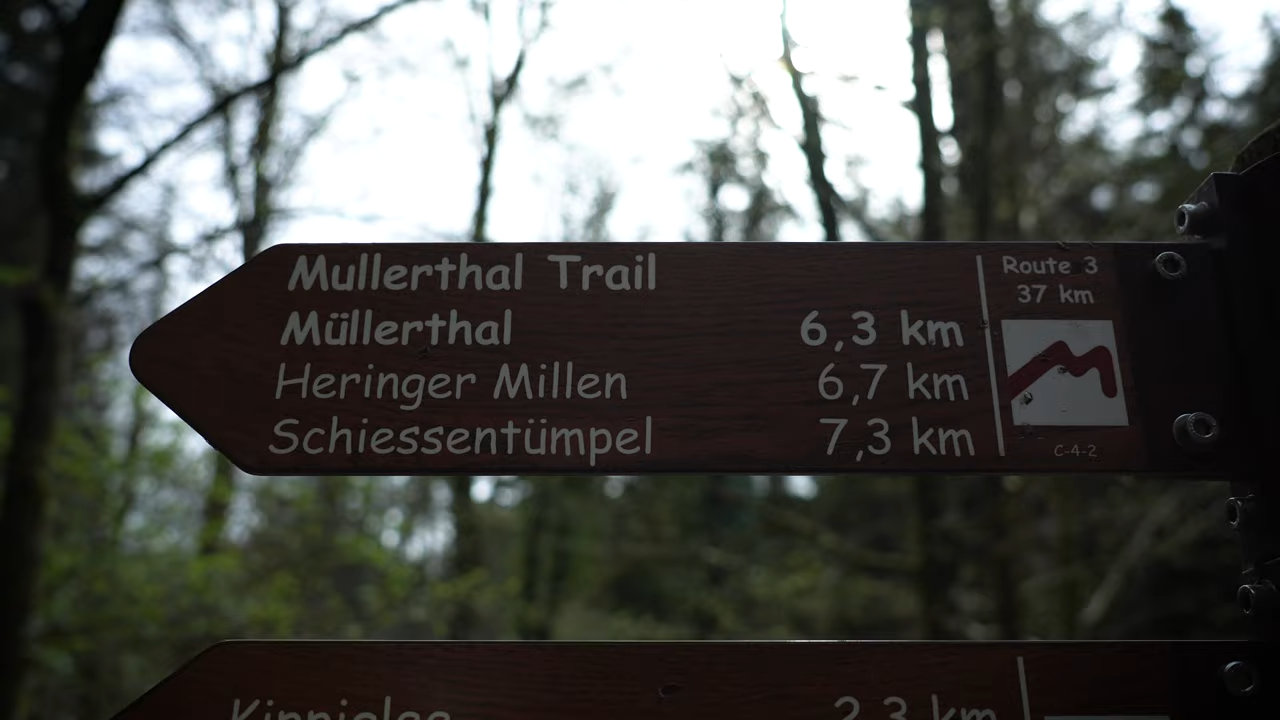 Mullerthal Trail
Müllerthal 6,3 km
Heringer Millen 6,7 km
Schiessentümpel 7,3 km
Route 3
37 km
C-4-2
2,3 km